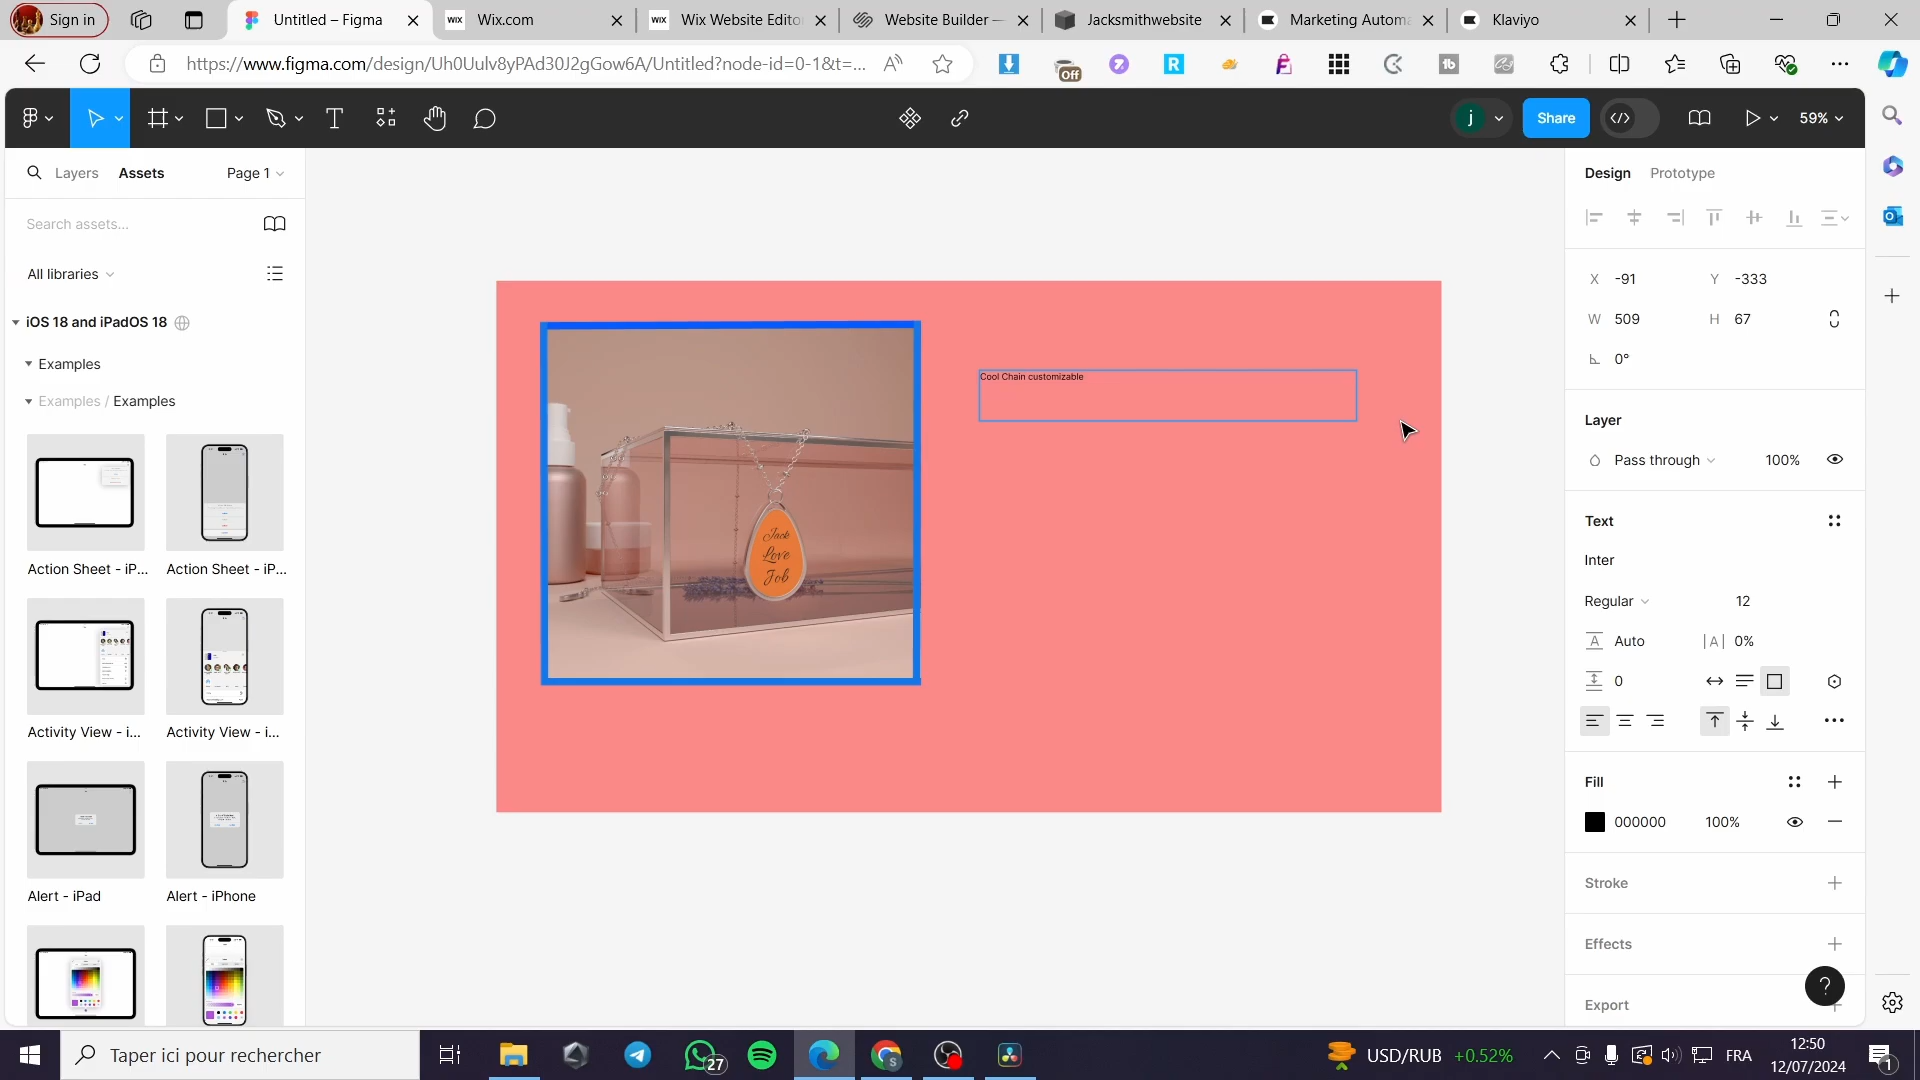 Sign in
Untitled – Figma
Wix.com
Wix Website Edito
Website Builder —
Jacksmithwebsite
Marketing Automa
Klaviyo
https://www.figma.com/design/Uh0Uulv8yPAd30J2gGow6A/Untitled?node-id=0-1&t=...
Off
j
Share
59%
Layers
Assets
Page 1
Search assets...
All libraries
iOS 18 and iPadOS 18
Examples
Examples / Examples
Action Sheet - iP...
Action Sheet - iP...
Activity View - i...
Activity View - i...
Alert - iPad
Alert - iPhone
Cool Chain customizable
Jack
Love
Job
Design
Prototype
X -91
Y -333
W 509
H 67
0°
Layer
Pass through
100%
Text
Inter
Regular
12
Auto
0%
0
Fill
000000
100%
Stroke
Effects
Export
?
Taper ici pour rechercher
27
USD/RUB +0.52%
FRA
12:50
12/07/2024
1